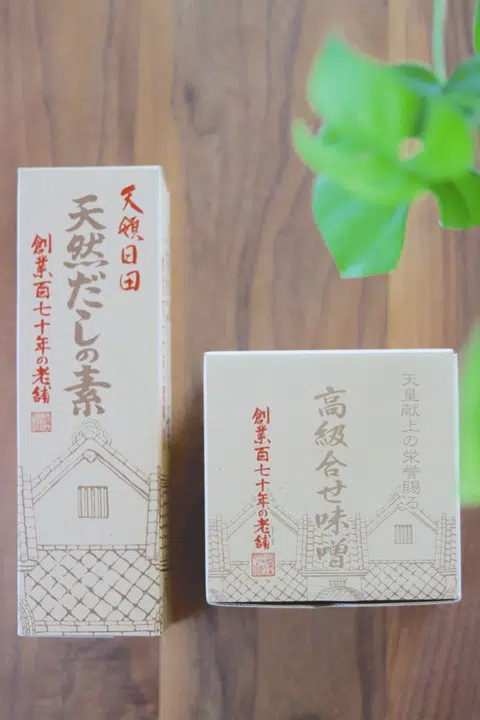 天領日田
天然だしの素
創業百七十年の老舗
天皇献上の栄誉賜る
高級合せ味噌
創業百七十年の老舗